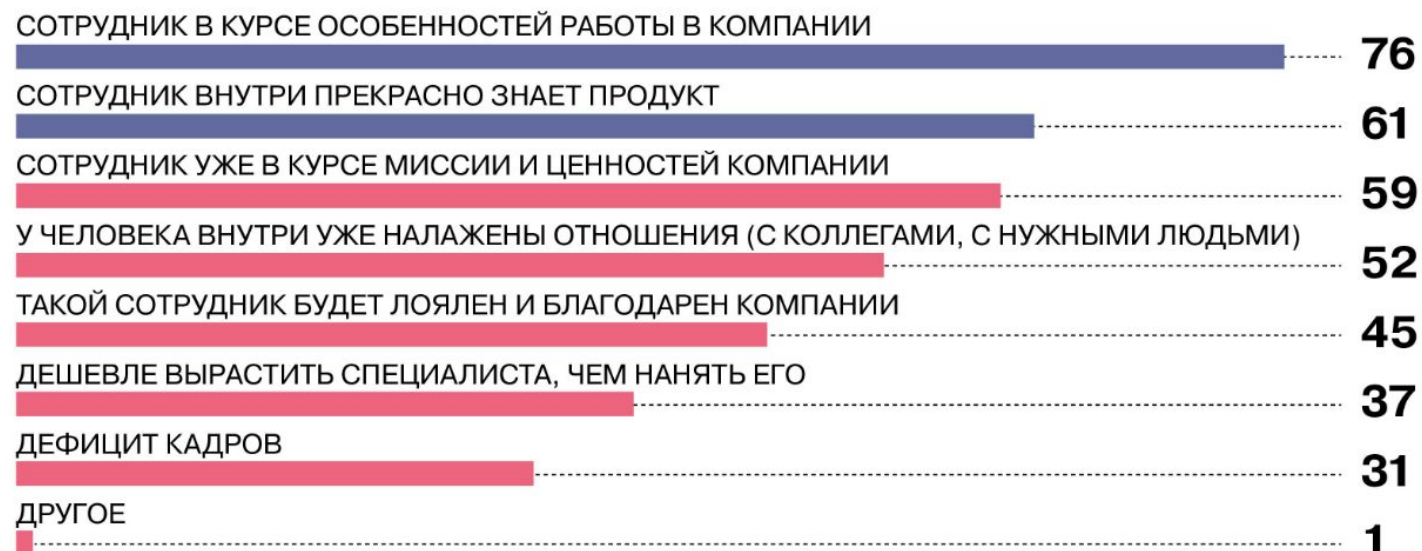 СОТРУДНИК В КУРСЕ ОСОБЕННОСТЕЙ РАБОТЫ В КОМПАНИИ
76
СОТРУДНИК ВНУТРИ ПРЕКРАСНО ЗНАЕТ ПРОДУКТ
61
СОТРУДНИК УЖЕ В КУРСЕ МИССИИ И ЦЕННОСТЕЙ КОМПАНИИ
59
У ЧЕЛОВЕКА ВНУТРИ УЖЕ НАЛАЖЕНЫ ОТНОШЕНИЯ (С КОЛЛЕГАМИ, С НУЖНЫМИ ЛЮДЬМИ)
52
ТАКОЙ СОТРУДНИК БУДЕТ ЛОЯЛЕН И БЛАГОДАРЕН КОМПАНИИ
45
ДЕШЕВЛЕ ВЫРАСТИТЬ СПЕЦИАЛИСТА, ЧЕМ НАНЯТЬ ЕГО
37
ДЕФИЦИТ КАДРОВ
31
ДРУГОЕ
1